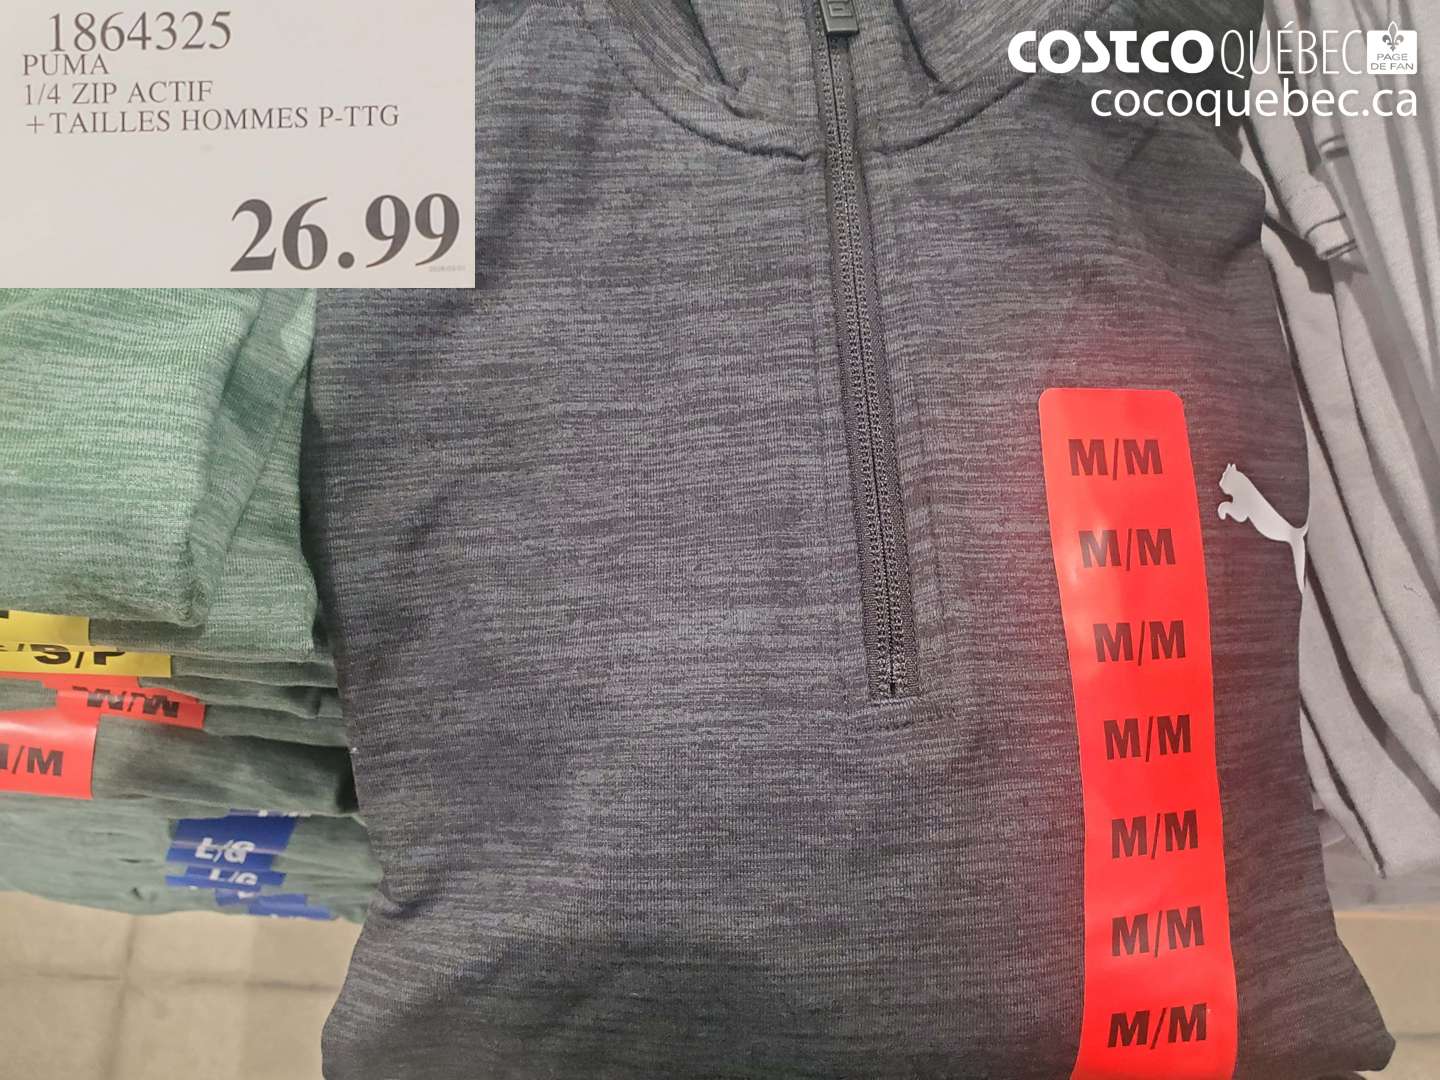 1864325
PUMA
1/4 ZIP ACTIF
+TAILLES HOMMES P-TTG
26.99
COSTCO QUÉBEC
PAGE
DE FAN
cocoquebec.ca
M/M
M/M
M/M
M/M
M/M
M/M
M/M
S/P
M/M
/M
L/G
L/G